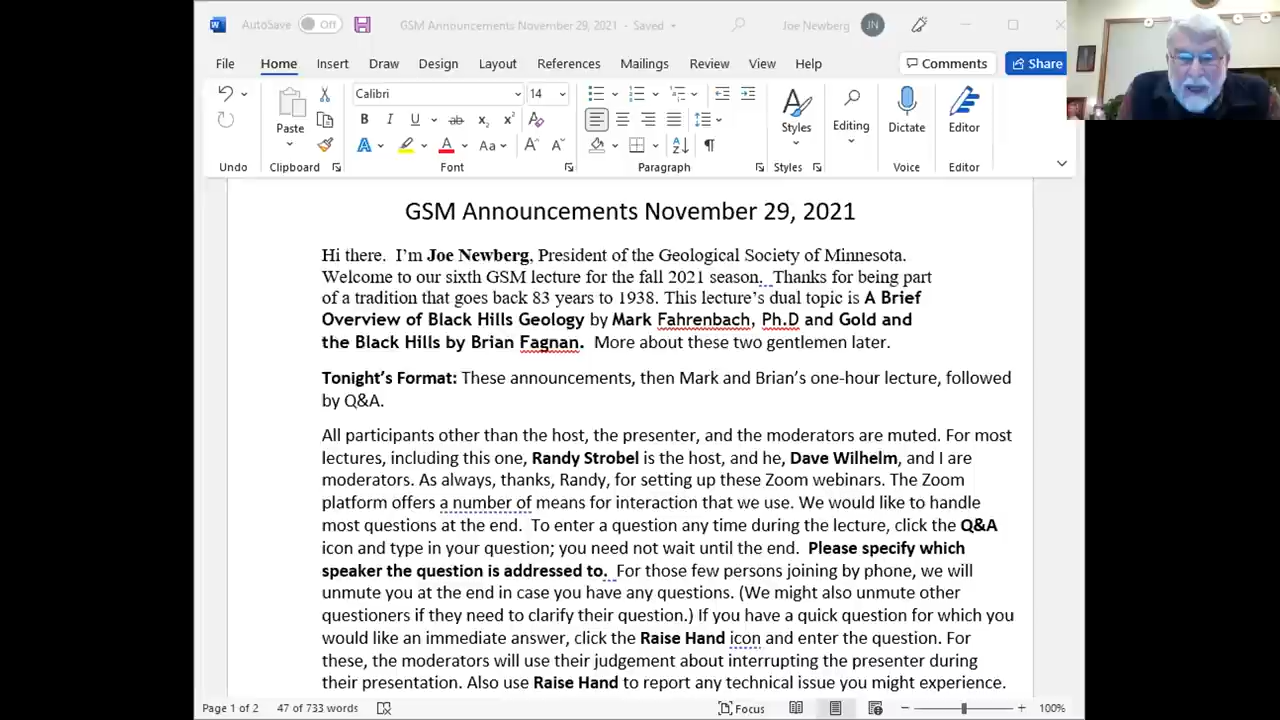 AutoSave Off GSM Announcements November 29, 2021 - Saved Joe Newberg JN
File Home Insert Draw Design Layout References Mailings Review View Help Comments Share
Calibri 14
Paste Styles Editing Dictate Editor
Undo Clipboard Font Paragraph Styles Voice Editor
GSM Announcements November 29, 2021
Hi there. I’m Joe Newberg, President of the Geological Society of Minnesota.
Welcome to our sixth GSM lecture for the fall 2021 season. Thanks for being part
of a tradition that goes back 83 years to 1938. This lecture’s dual topic is A Brief
Overview of Black Hills Geology by Mark Fahrenbach, Ph.D and Gold and
the Black Hills by Brian Fagnan. More about these two gentlemen later.
Tonight’s Format: These announcements, then Mark and Brian’s one-hour lecture, followed
by Q&A.
All participants other than the host, the presenter, and the moderators are muted. For most
lectures, including this one, Randy Strobel is the host, and he, Dave Wilhelm, and I are
moderators. As always, thanks, Randy, for setting up these Zoom webinars. The Zoom
platform offers a number of means for interaction that we use. We would like to handle
most questions at the end. To enter a question any time during the lecture, click the Q&A
icon and type in your question; you need not wait until the end. Please specify which
speaker the question is addressed to. For those few persons joining by phone, we will
unmute you at the end in case you have any questions. (We might also unmute other
questioners if they need to clarify their question.) If you have a quick question for which you
would like an immediate answer, click the Raise Hand icon and enter the question. For
these, the moderators will use their judgement about interrupting the presenter during
their presentation. Also use Raise Hand to report any technical issue you might experience.
Page 1 of 2 47 of 733 words Focus 100%